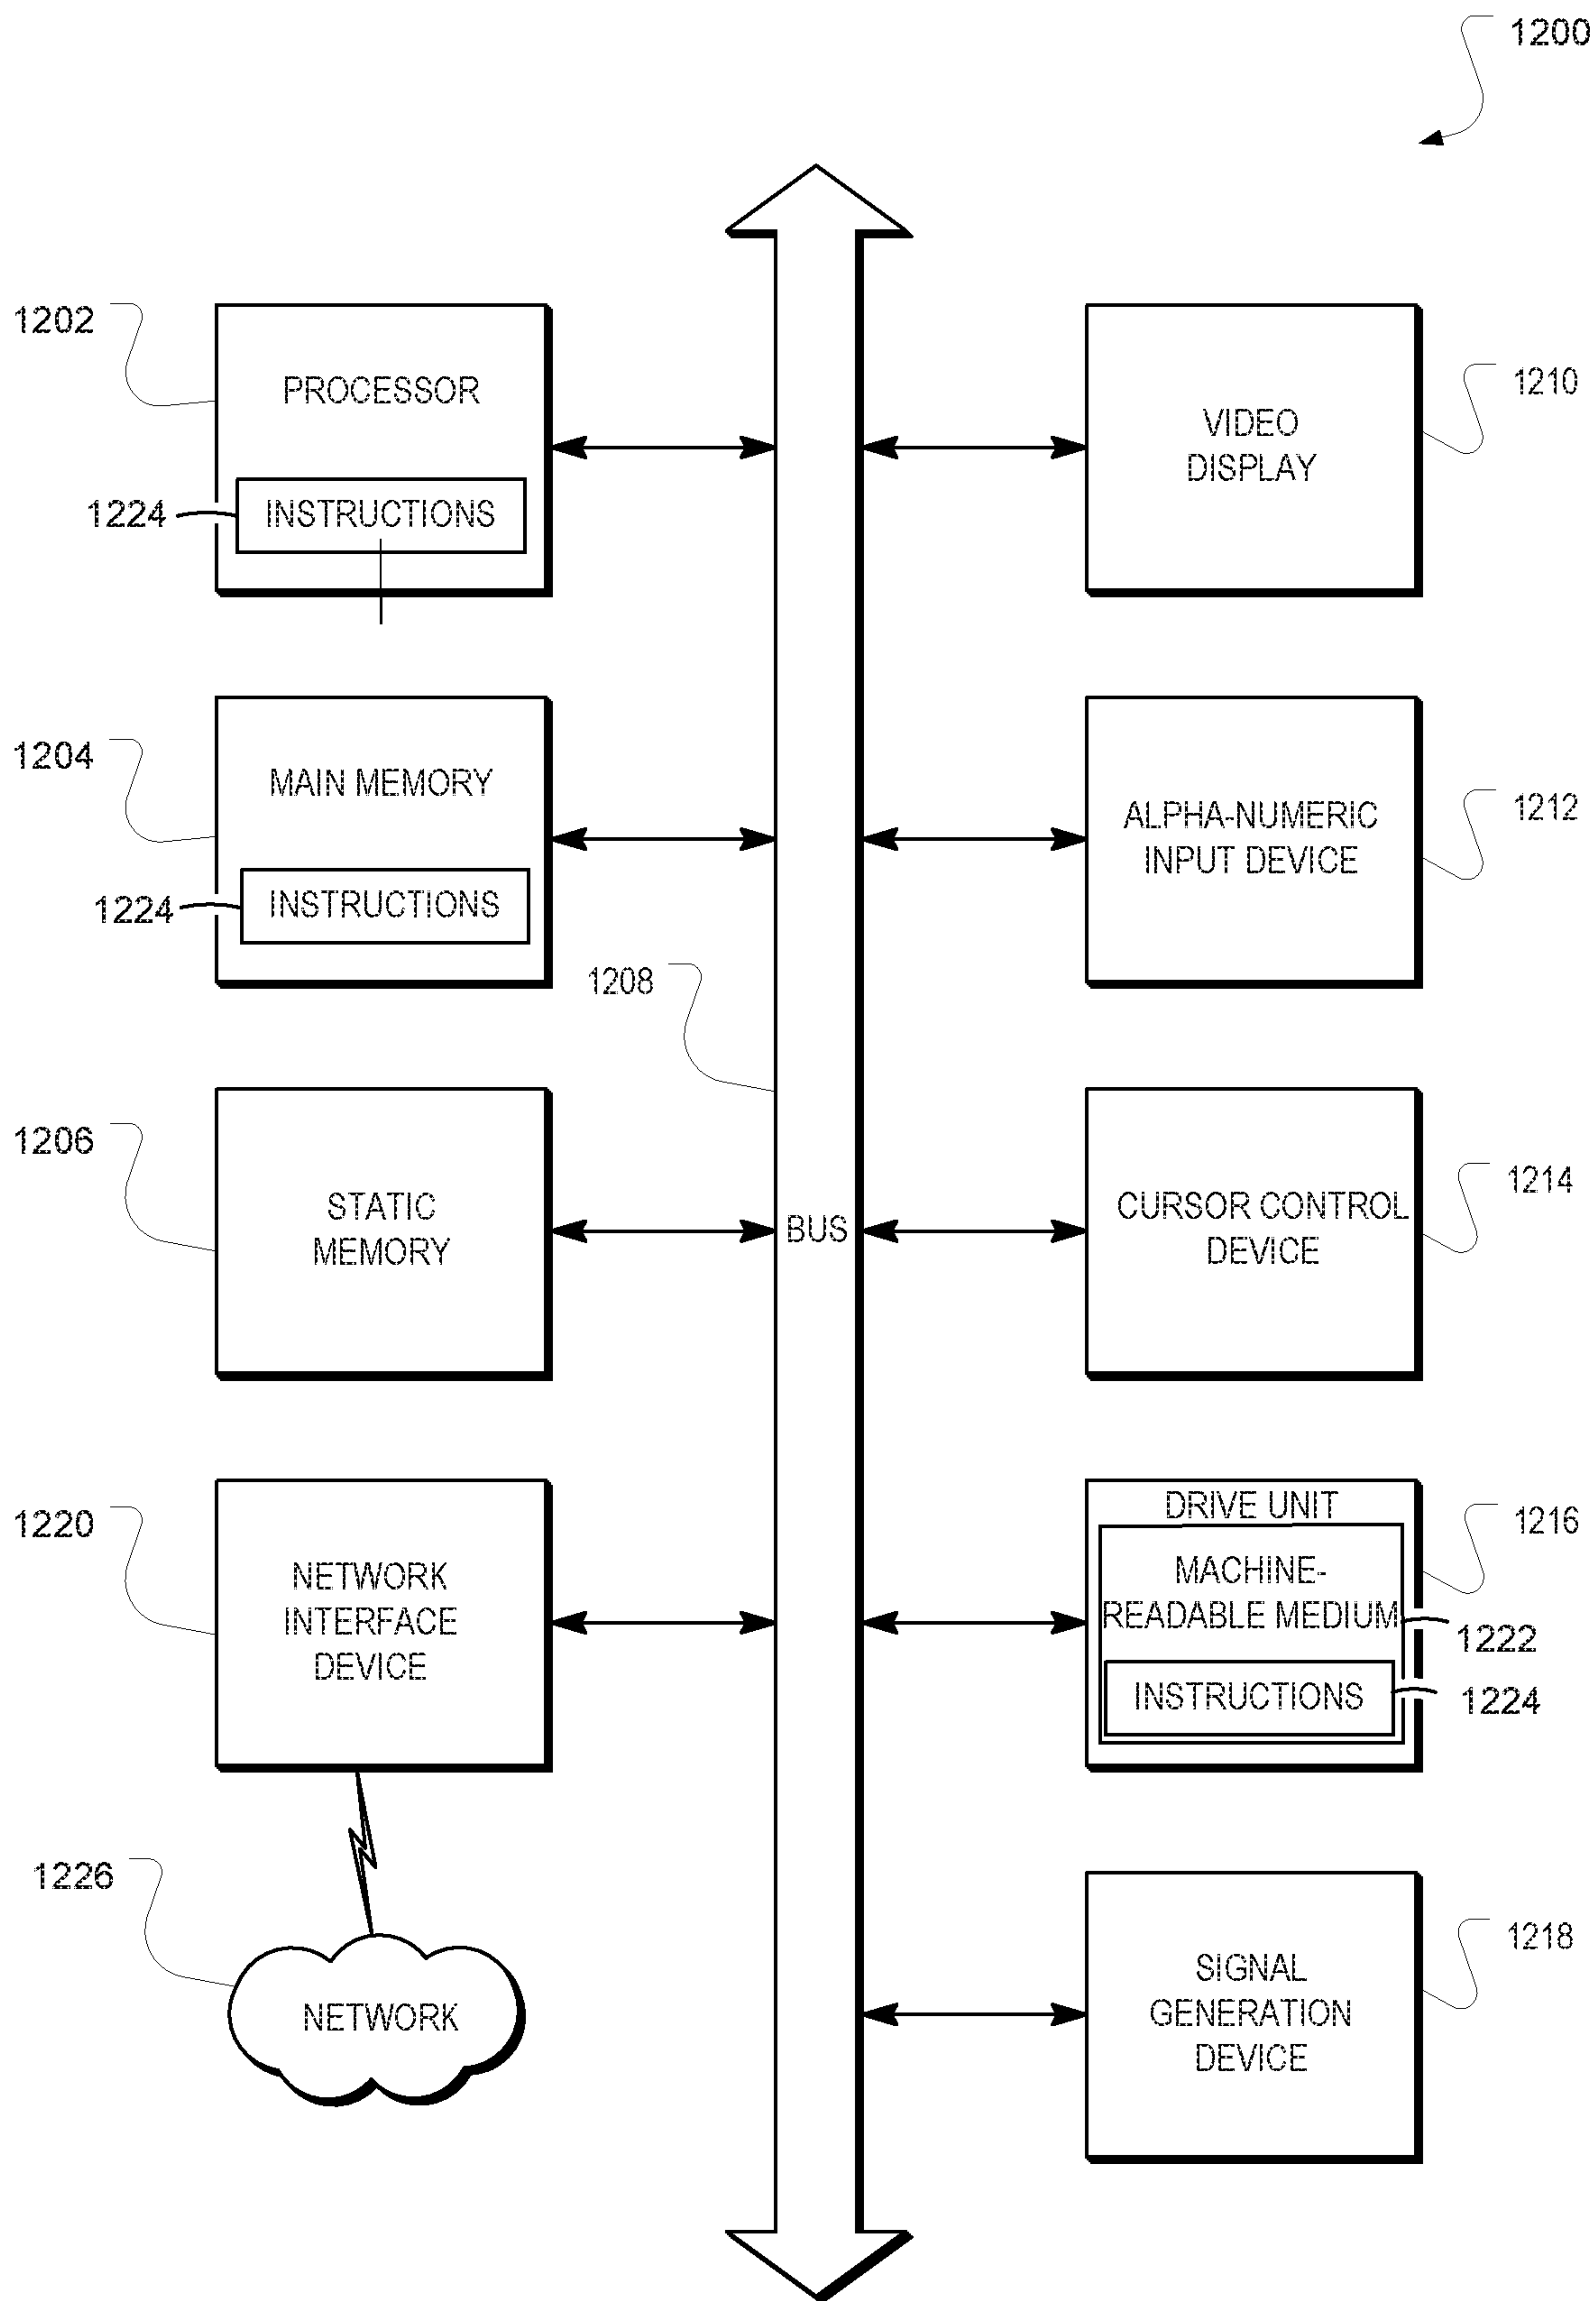 1200
1202
PROCESSOR
1224
INSTRUCTIONS
1210
VIDEO
DISPLAY
1204
MAIN MEMORY
1224
INSTRUCTIONS
1212
ALPHA-NUMERIC
INPUT DEVICE
1208
BUS
1206
STATIC
MEMORY
1214
CURSOR CONTROL
DEVICE
1220
NETWORK
INTERFACE
DEVICE
DRIVE UNIT
1216
MACHINE-
READABLE MEDIUM
1222
INSTRUCTIONS
1224
1226
NETWORK
1218
SIGNAL
GENERATION
DEVICE